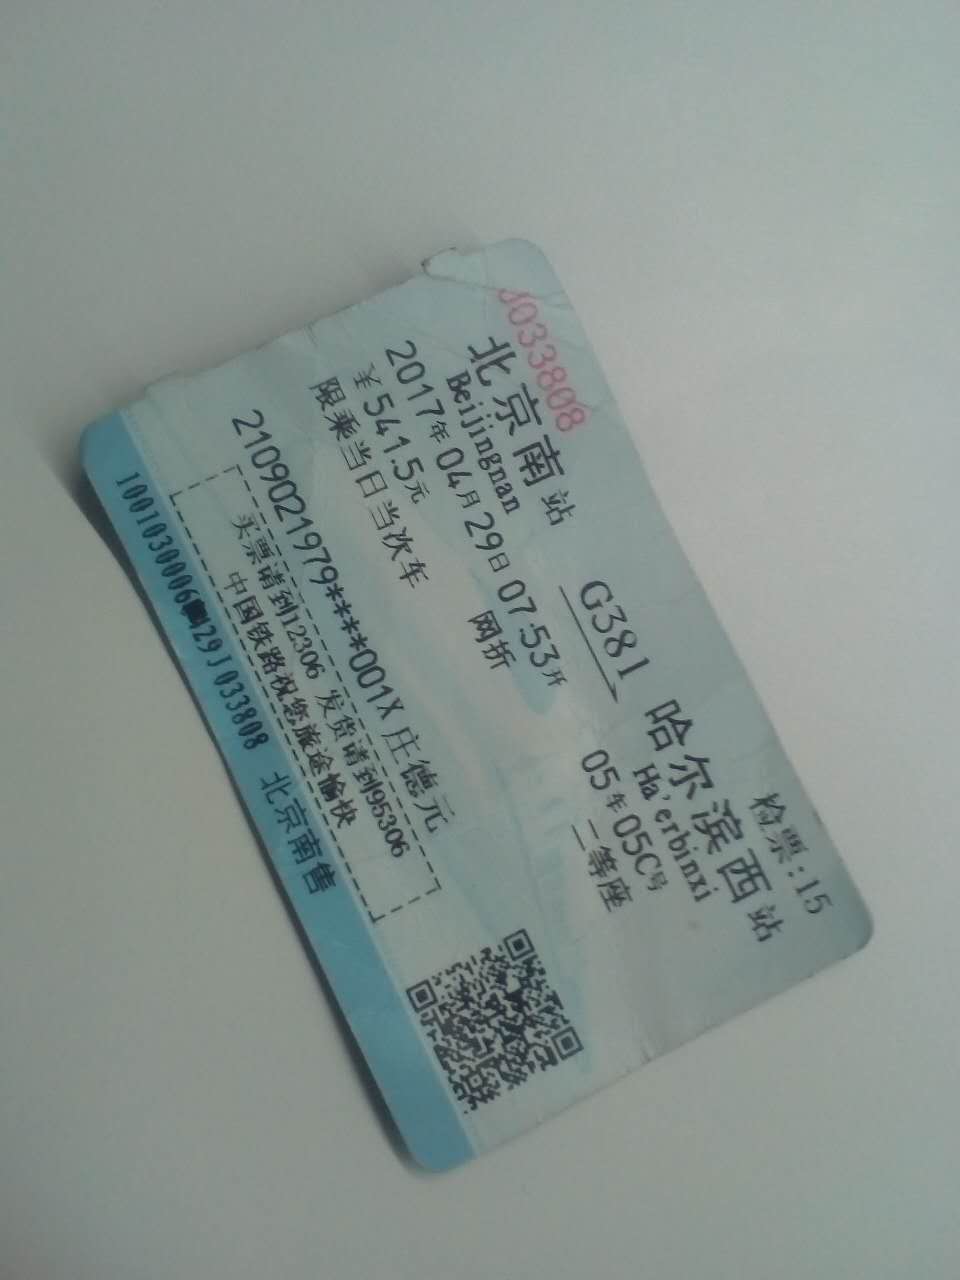 J033808
检票:15
北京南站 G381 哈尔滨西站
Beijingnan Ha'erbinxi
2017年04月29日07:53开 05车05C号
¥541.5元 网折 二等座
限乘当日当次车
2109021979****001X 庄德元
买票请到12306 发货请到95306
中国铁路祝您旅途愉快
29J033808 北京南售